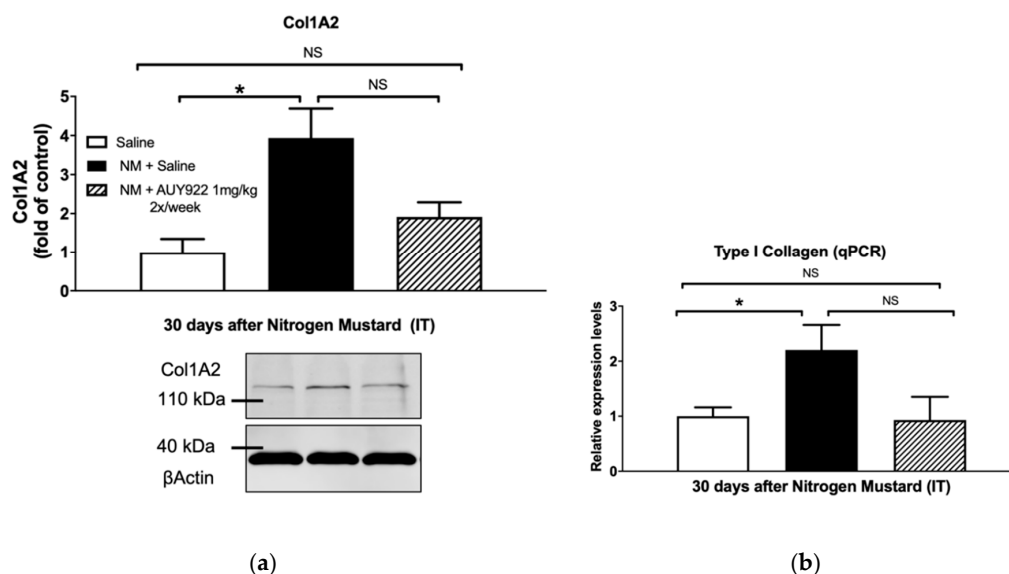 Col1A2
NS
* NS
Col1A2
(fold of control)
5
4
3
2
1
0
Saline
NM + Saline
NM + AUY922 1mg/kg
2x/week
30 days after Nitrogen Mustard (IT)
Col1A2
110 kDa
40 kDa
βActin
(a)
Type I Collagen (qPCR)
NS
* NS
Relative expression levels
3
2
1
0
30 days after Nitrogen Mustard (IT)
(b)